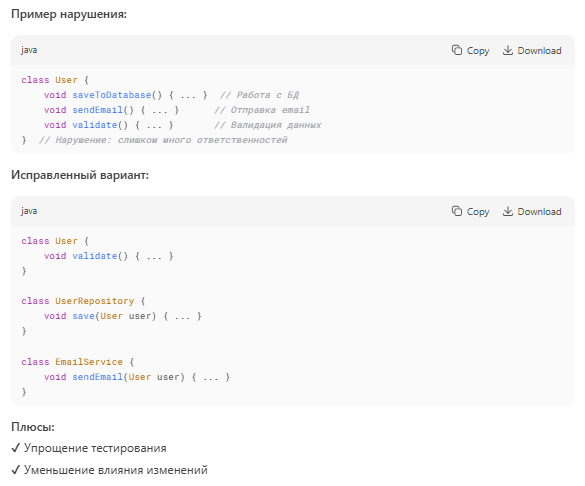 Пример нарушения:
java Copy Download
class User {
    void saveToDatabase() { ... }  // Работа с БД
    void sendEmail() { ... }      // Отправка email
    void validate() { ... }       // Валидация данных
}  // Нарушение: слишком много ответственностей
Исправленный вариант:
java Copy Download
class User {
    void validate() { ... }
}
class UserRepository {
    void save(User user) { ... }
}
class EmailService {
    void sendEmail(User user) { ... }
}
Плюсы:
✓ Упрощение тестирования
✓ Уменьшение влияния изменений